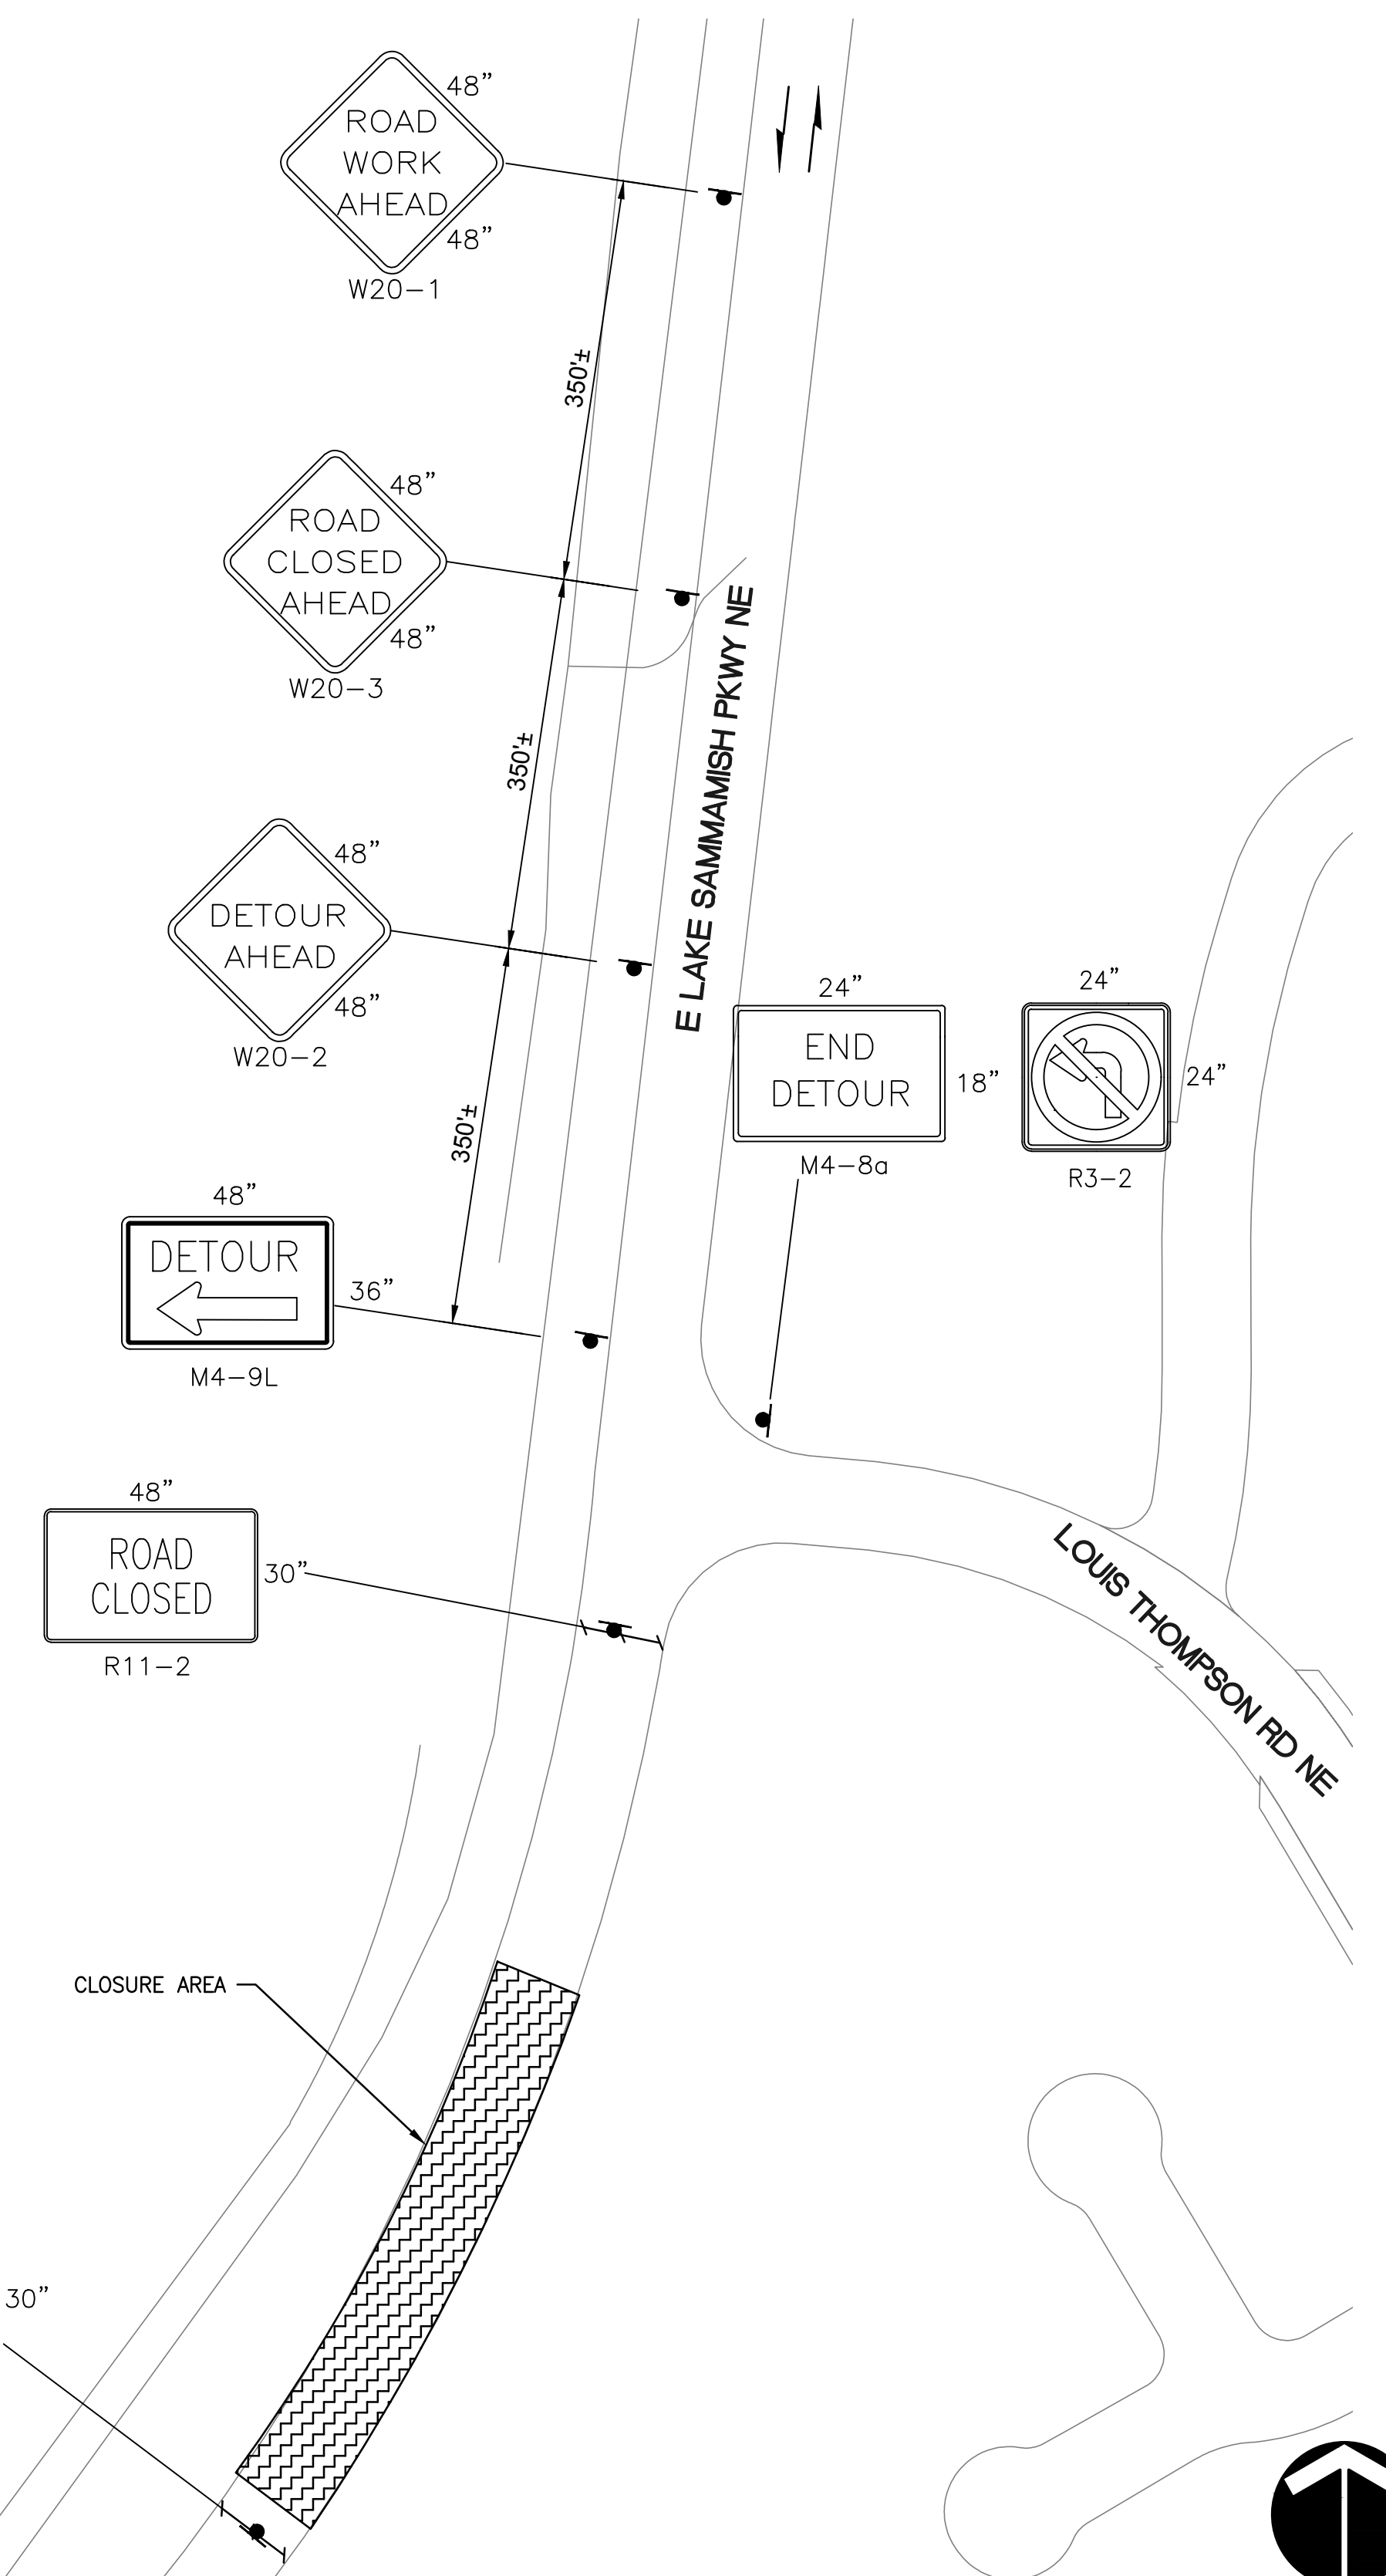 48”
ROAD
WORK
AHEAD
48”
W20-1
350'±
48”
ROAD
CLOSED
AHEAD
48”
W20-3
350'±
E LAKE SAMMAMISH PKWY NE
48”
DETOUR
AHEAD
48”
W20-2
24”
END
DETOUR
18”
M4-8a
24”
24”
R3-2
350'±
48”
DETOUR
36”
M4-9L
48”
ROAD
CLOSED
30”
R11-2
LOUIS THOMPSON RD NE
CLOSURE AREA
30”